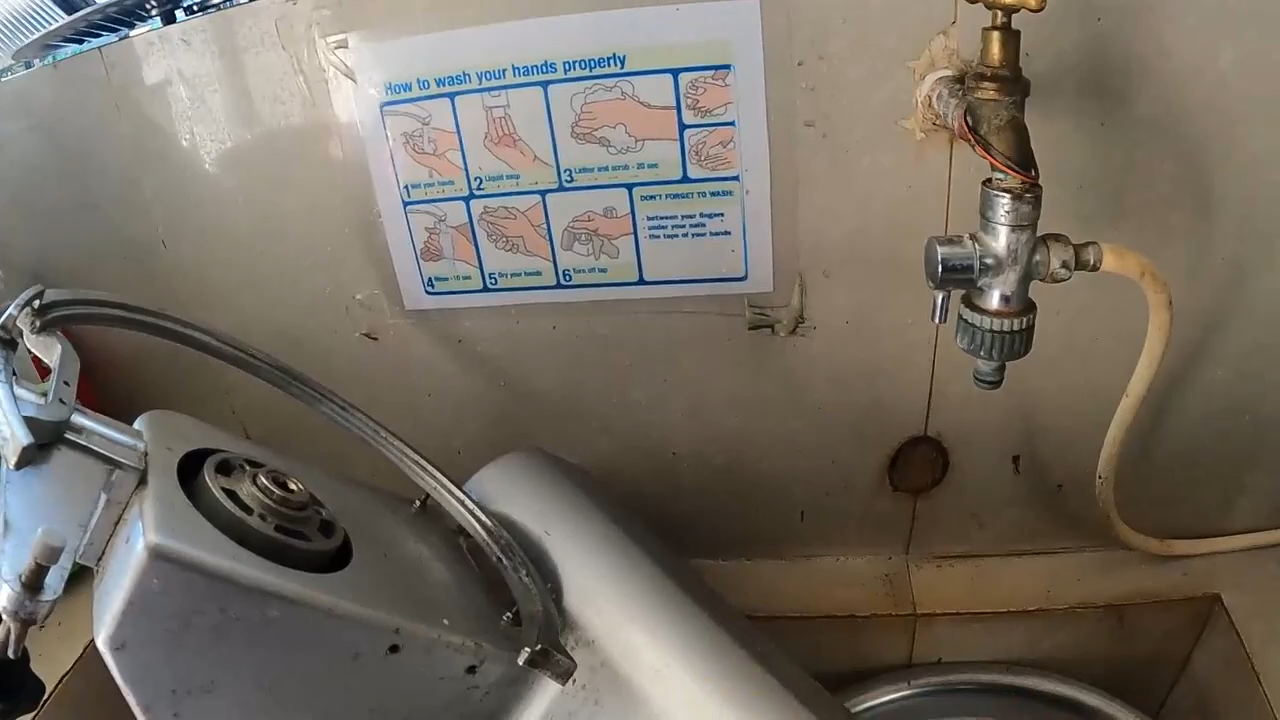 How to wash your hands properly
1 Wet your hands
2 Liquid soap
3 Lather and scrub - 20 sec
4 Rinse - 10 sec
5 Dry your hands
6 Turn off tap
DON'T FORGET TO WASH:
- between your fingers
- under your nails
- the tops of your hands